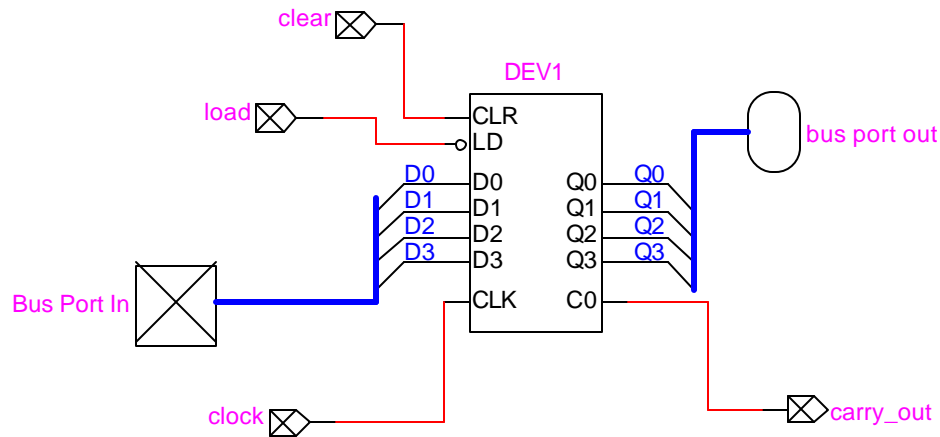 clear
DEV1
load
CLR
LD
bus port out
D0
D1
D2
D3
D0
D1
D2
D3
Q0
Q1
Q2
Q3
Q0
Q1
Q2
Q3
Bus Port In
CLK
C0
clock
carry_out